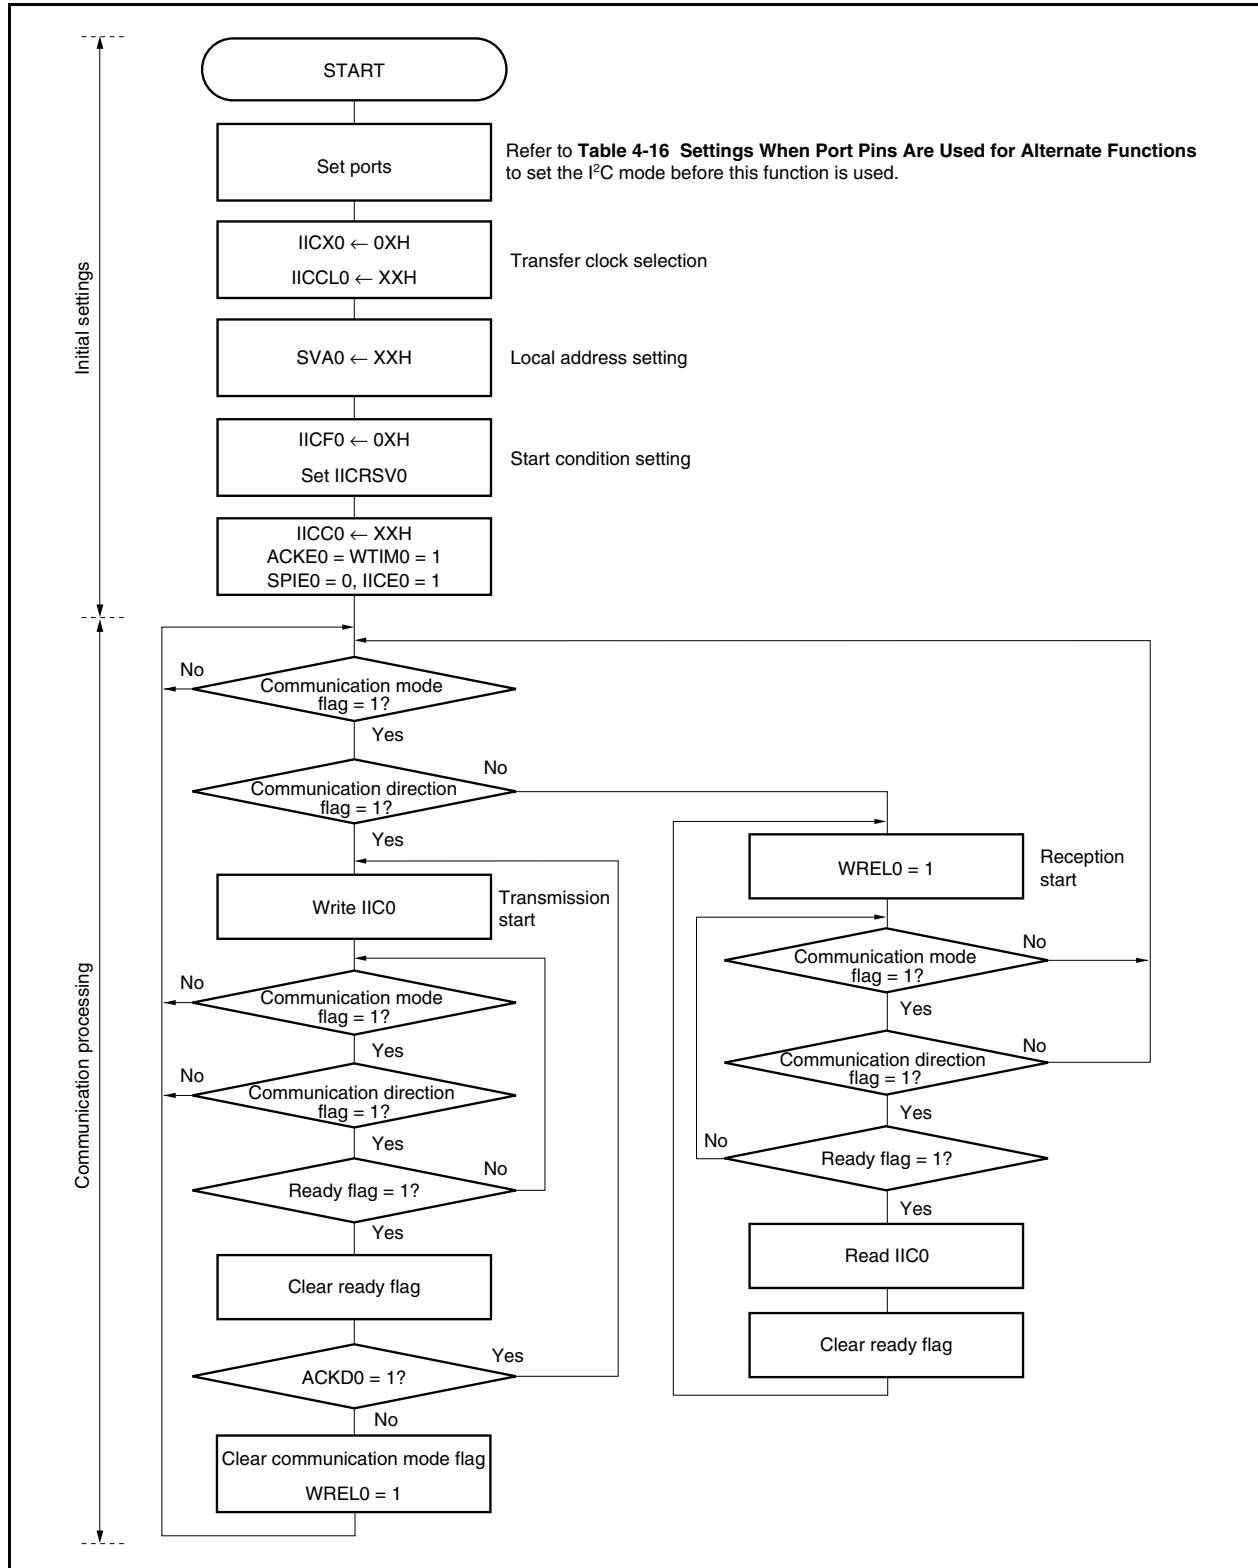 START
Set ports
Refer to Table 4-16 Settings When Port Pins Are Used for Alternate Functions
to set the I²C mode before this function is used.
IICX0 ← 0XH
IICCL0 ← XXH
Transfer clock selection
SVA0 ← XXH
Local address setting
IICF0 ← 0XH
Set IICRSV0
Start condition setting
IICC0 ← XXH
ACKE0 = WTIM0 = 1
SPIE0 = 0, IICE0 = 1
Initial settings
Communication processing
No
Communication mode
flag = 1?
Yes
No
Communication direction
flag = 1?
Yes
Write IIC0
Transmission
start
No
Communication mode
flag = 1?
Yes
No
Communication direction
flag = 1?
Yes
No
Ready flag = 1?
Yes
Clear ready flag
Yes
ACKD0 = 1?
No
Clear communication mode flag
WREL0 = 1
WREL0 = 1
Reception
start
No
Communication mode
flag = 1?
Yes
No
Communication direction
flag = 1?
Yes
No
Ready flag = 1?
Yes
Read IIC0
Clear ready flag